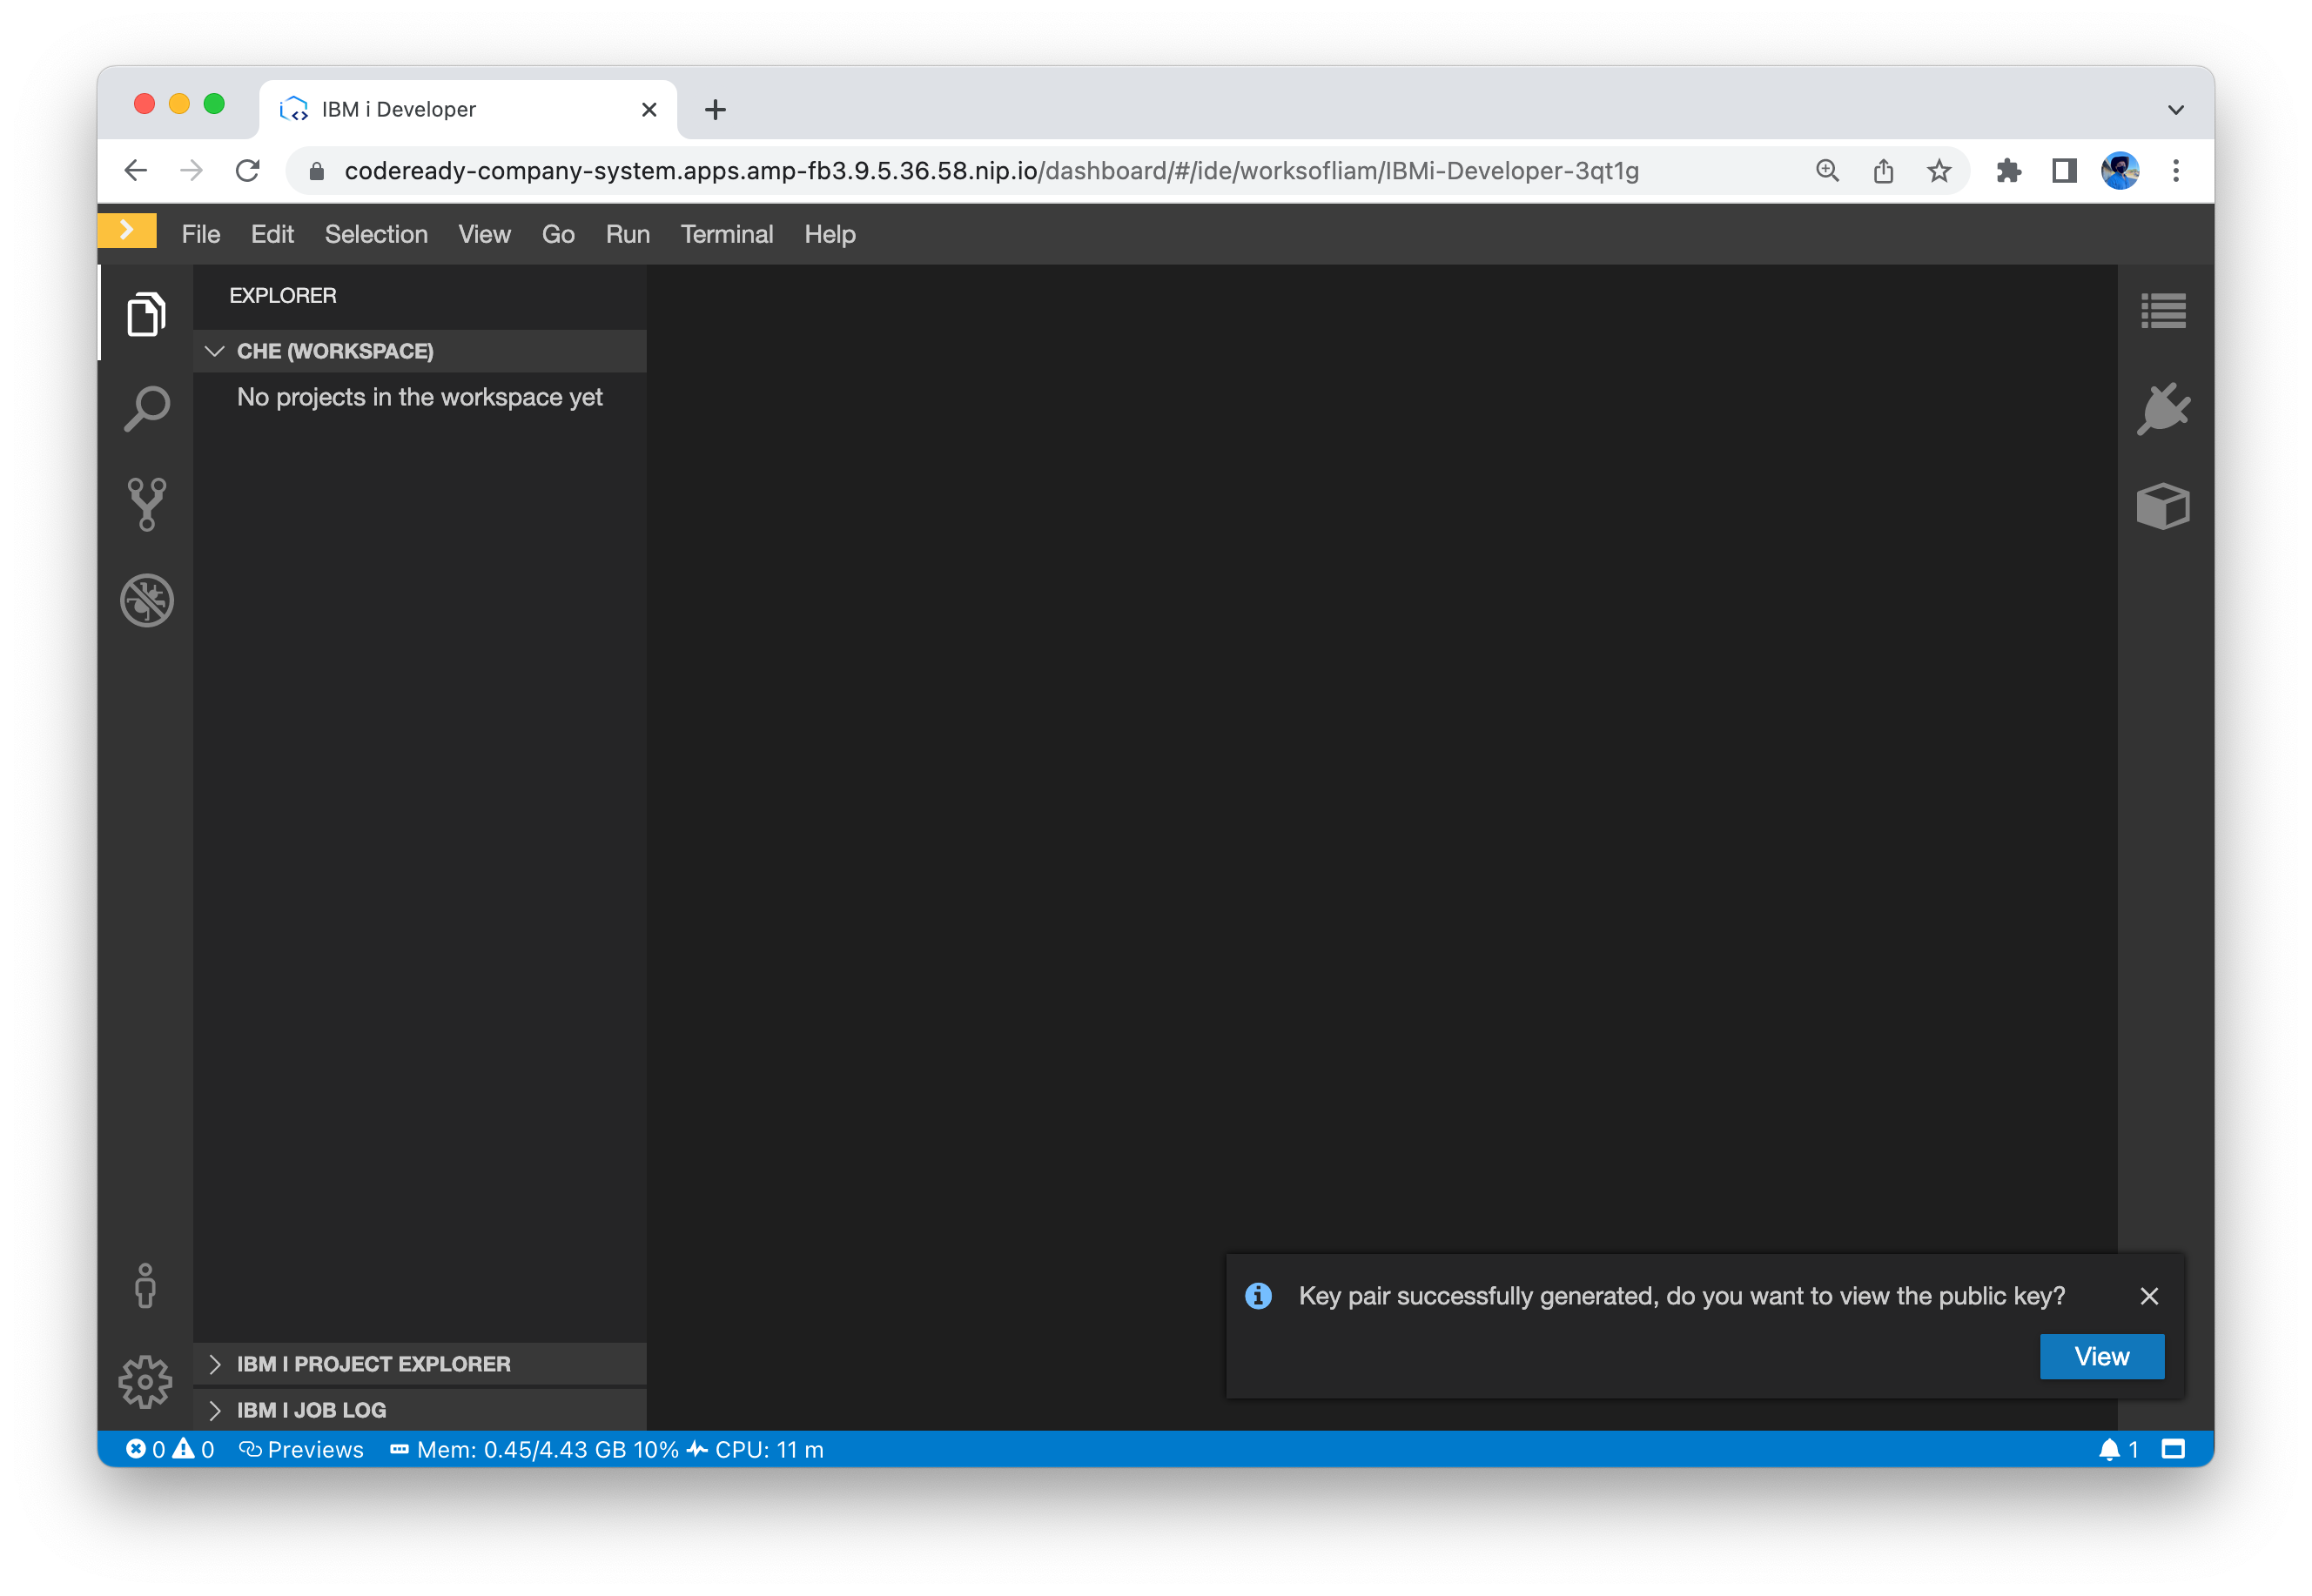 IBM i Developer
codeready-company-system.apps.amp-fb3.9.5.36.58.nip.io/dashboard/#/ide/worksofliam/IBMi-Developer-3qt1g
File Edit Selection View Go Run Terminal Help
EXPLORER
CHE (WORKSPACE)
No projects in the workspace yet
Key pair successfully generated, do you want to view the public key?
View
IBM I PROJECT EXPLORER
IBM I JOB LOG
0 0 Previews Mem: 0.45/4.43 GB 10% CPU: 11 m 1